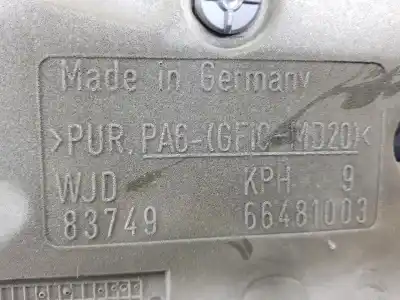 Made in Germany
>PUR, PA6-(GF10-MD20)<
WJD KPH 9
83749 66481003